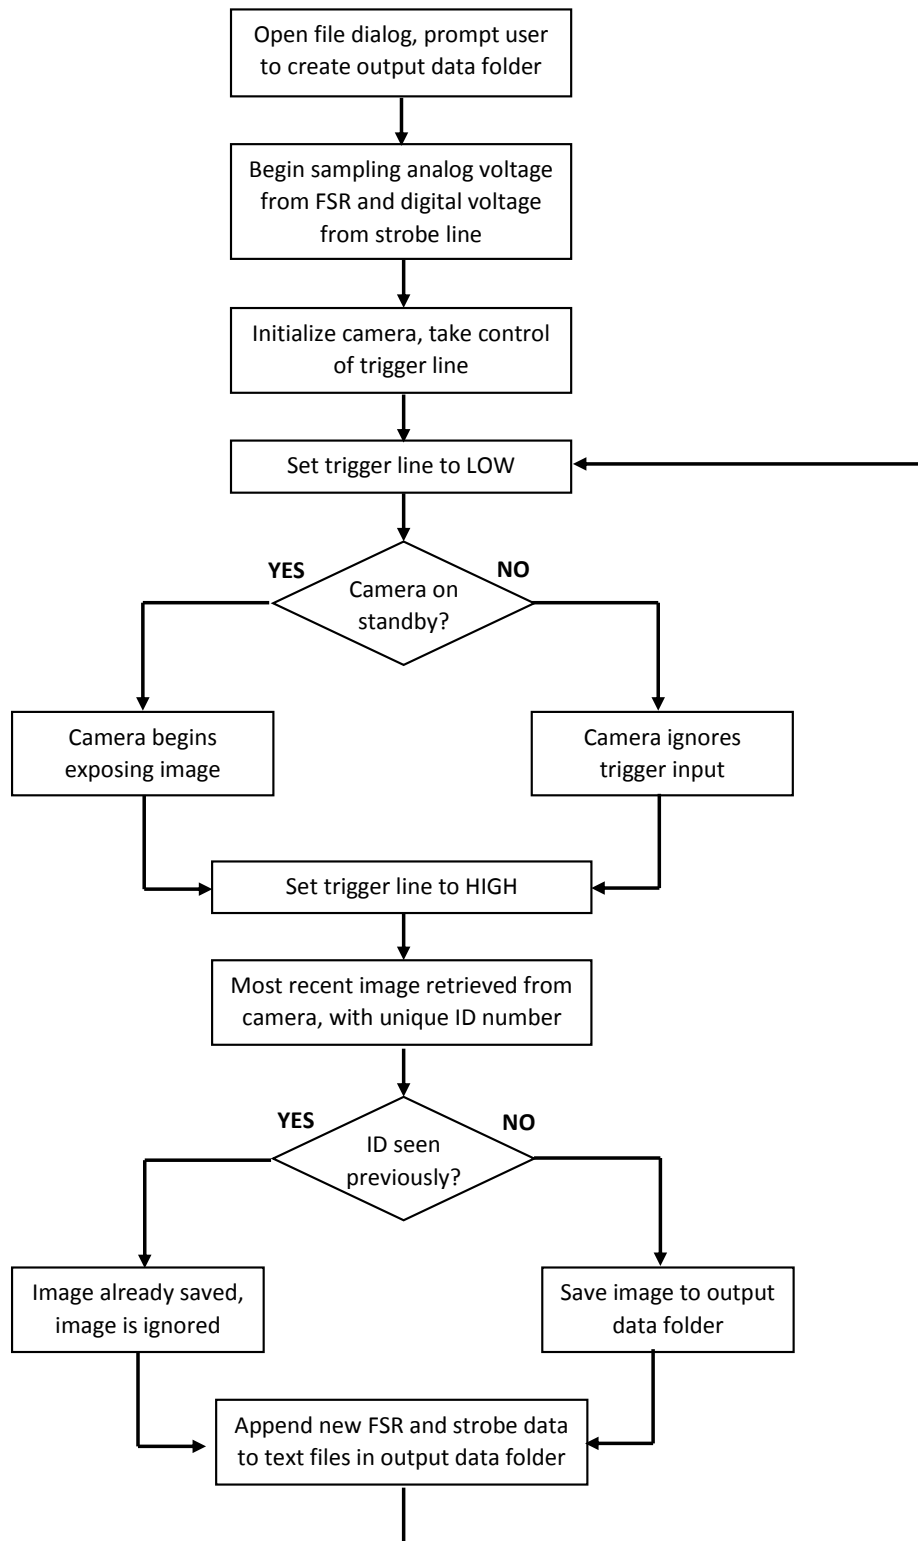 Open file dialog, prompt user
to create output data folder
Begin sampling analog voltage
from FSR and digital voltage
from strobe line
Initialize camera, take control
of trigger line
Set trigger line to LOW
YES
NO
Camera on
standby?
Camera begins
exposing image
Camera ignores
trigger input
Set trigger line to HIGH
Most recent image retrieved from
camera, with unique ID number
YES
NO
ID seen
previously?
Image already saved,
image is ignored
Save image to output
data folder
Append new FSR and strobe data
to text files in output data folder